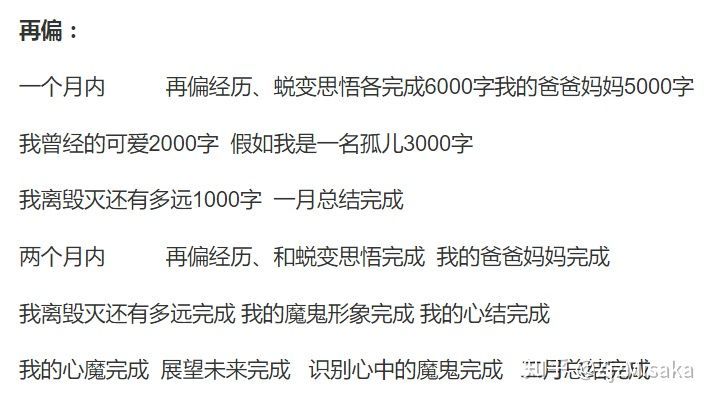 再偏：
一个月内 再偏经历、蜕变思悟各完成6000字我的爸爸妈妈5000字
我曾经的可爱2000字 假如我是一名孤儿3000字
我离毁灭还有多远1000字 一月总结完成
两个月内 再偏经历、和蜕变思悟完成 我的爸爸妈妈完成
我离毁灭还有多远完成 我的魔鬼形象完成 我的心结完成
我的心魔完成 展望未来完成 识别心中的魔鬼完成 月总结完成
知乎